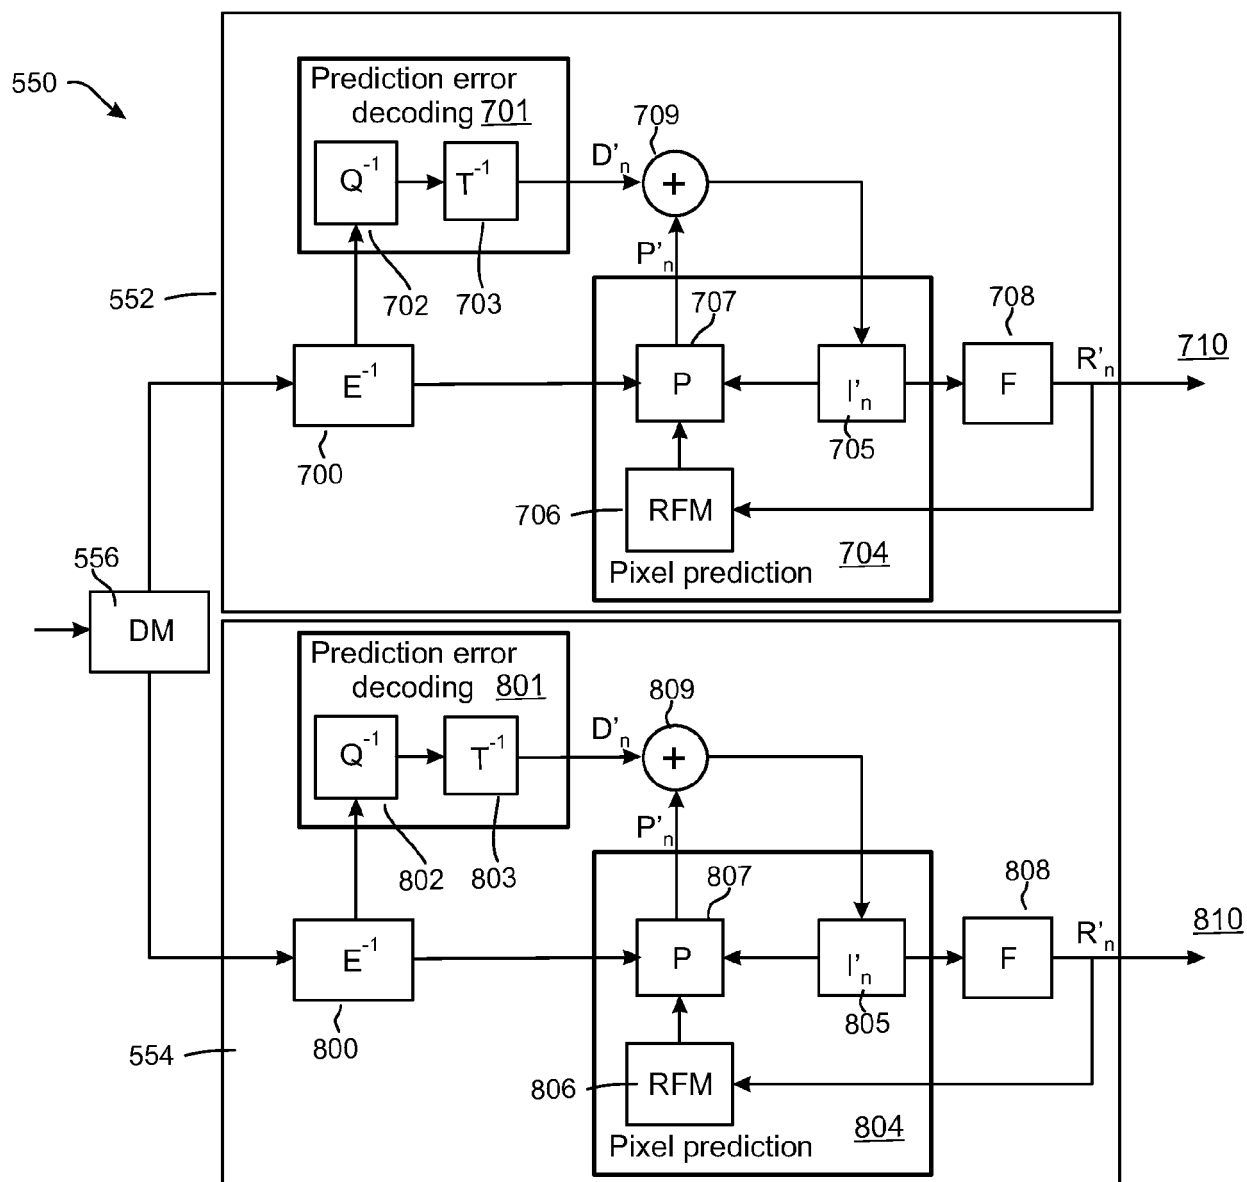 550
Prediction error
decoding 701
709
Q⁻¹
T⁻¹
D'ₙ
+
P'ₙ
702
703
552
707
708
710
R'ₙ
E⁻¹
P
I'ₙ
F
705
700
706
RFM
704
Pixel prediction
556
DM
Prediction error
decoding 801
809
Q⁻¹
T⁻¹
D'ₙ
+
P'ₙ
802
803
807
808
810
R'ₙ
E⁻¹
P
I'ₙ
F
805
800
554
806
RFM
804
Pixel prediction